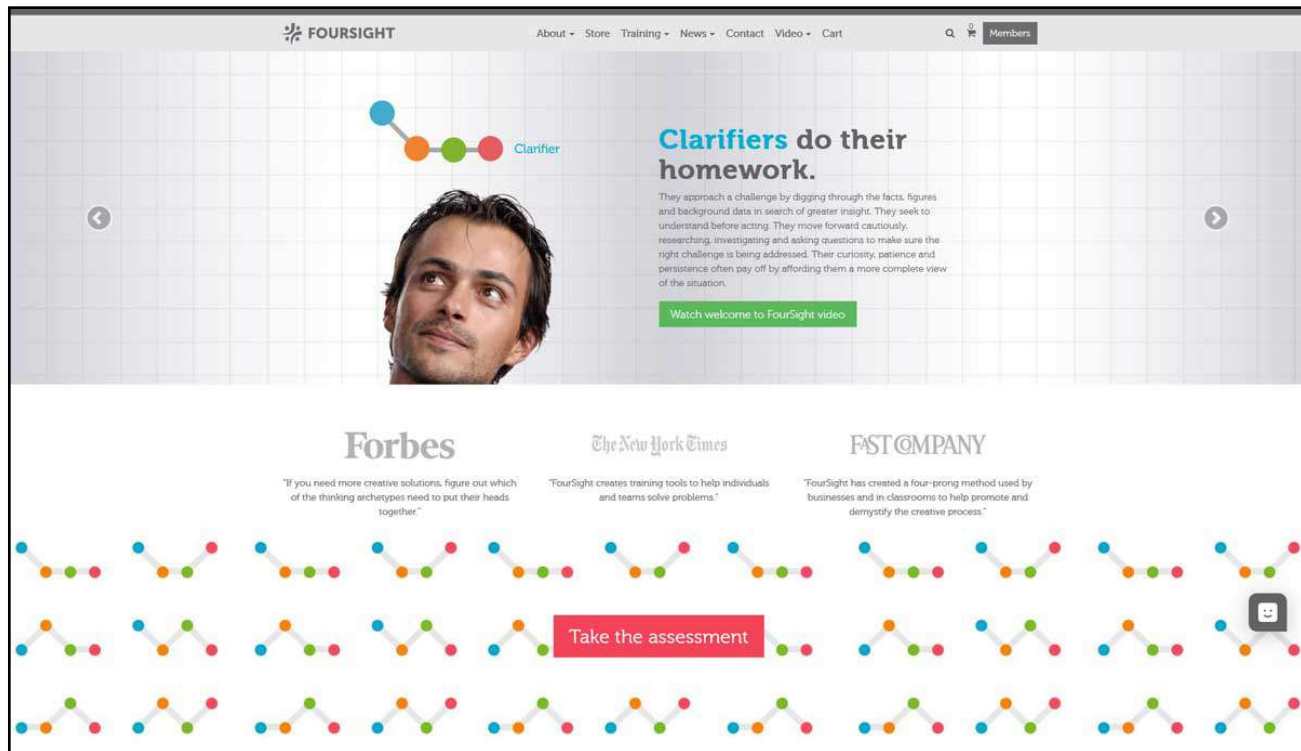 FOURSIGHT
About Store Training News Contact Video Cart
0
Members
Clarifier
Clarifiers do their
homework.
They approach a challenge by digging through the facts, figures
and background data in search of greater insight. They seek to
understand before acting. They move forward cautiously,
researching, investigating and asking questions to make sure the
right challenge is being addressed. Their curiosity, patience and
persistence often pay off by affording them a more complete view
of the situation.
Watch welcome to FourSight video
Forbes
"If you need more creative solutions, figure out which
of the thinking archetypes need to put their heads
together."
The New York Times
"FourSight creates training tools to help individuals
and teams solve problems."
FAST COMPANY
"FourSight has created a four-prong method used by
businesses and in classrooms to help promote and
demystify the creative process."
Take the assessment